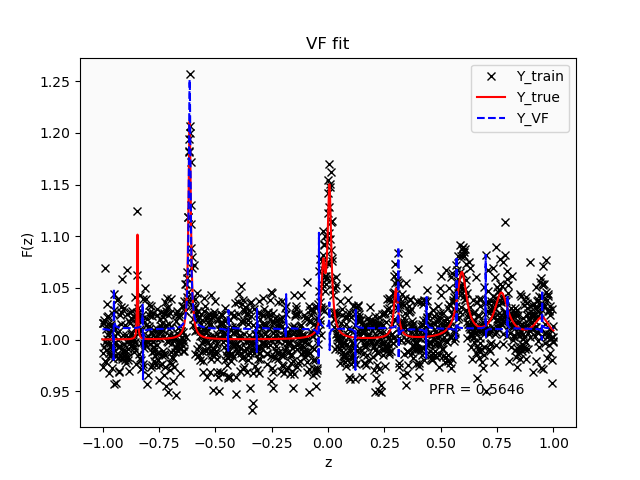 VF fit
Y_train
Y_true
Y_VF
F(z)
1.25
1.20
1.15
1.10
1.05
1.00
0.95
PFR = 0.5646
−1.00 −0.75 −0.50 −0.25 0.00 0.25 0.50 0.75 1.00
z